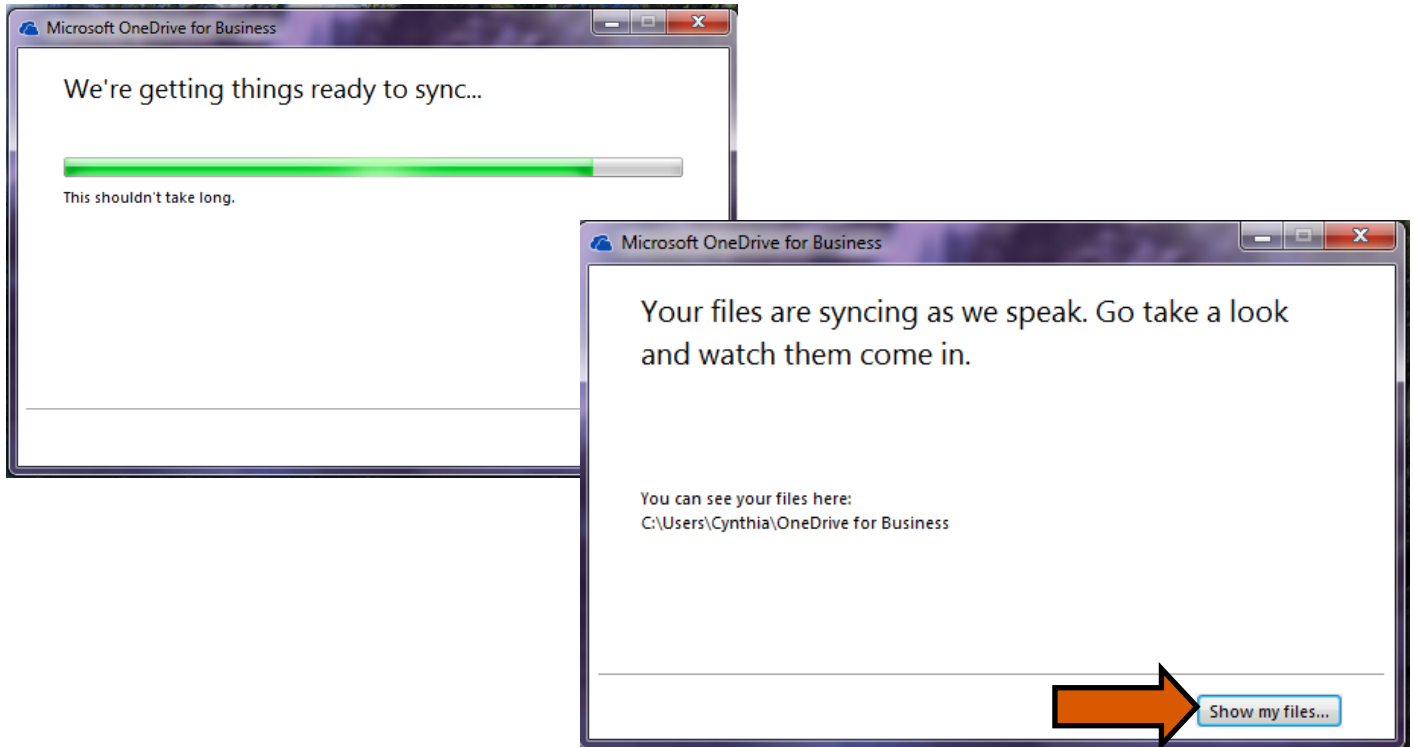 Microsoft OneDrive for Business
We're getting things ready to sync...
This shouldn't take long.
Microsoft OneDrive for Business
Your files are syncing as we speak. Go take a look
and watch them come in.
You can see your files here:
C:\Users\Cynthia\OneDrive for Business
Show my files...